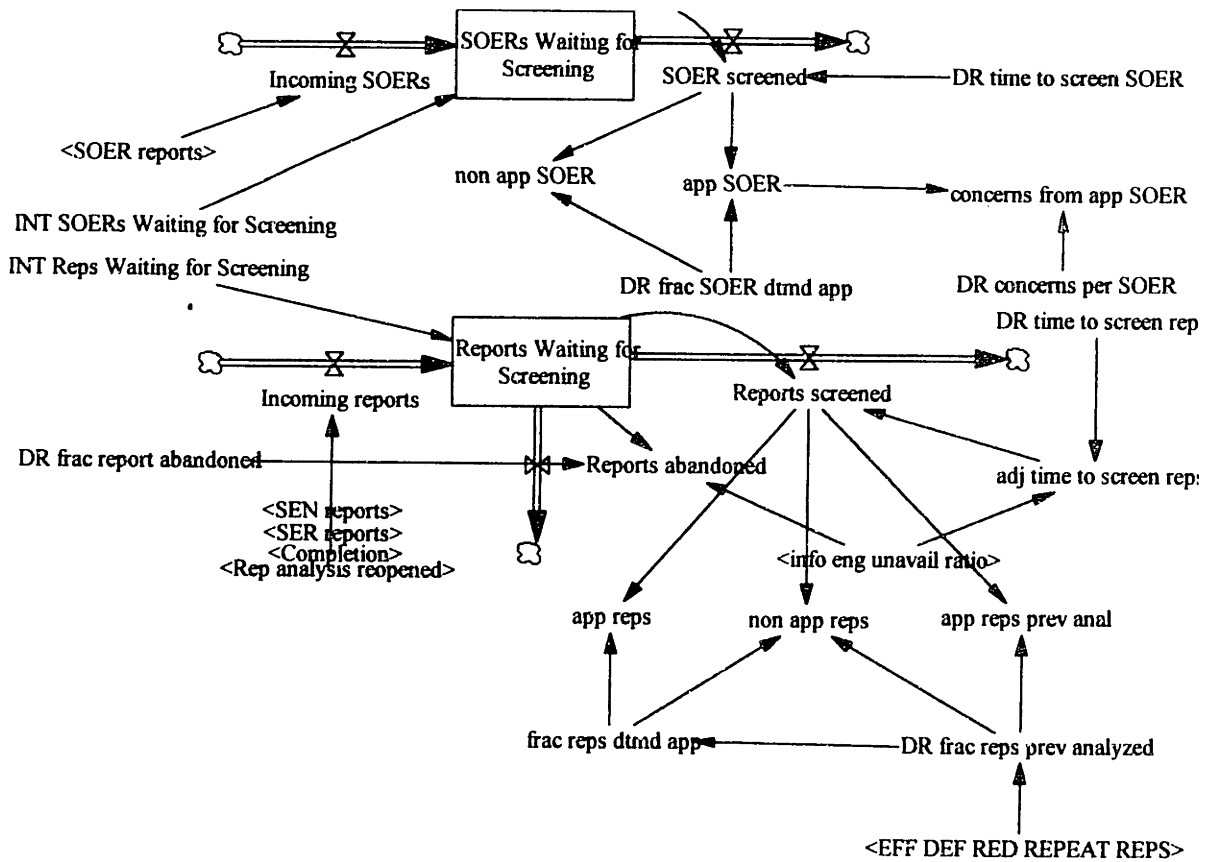 SOERs Waiting for
Screening
Incoming SOERs
SOER screened
DR time to screen SOER
<SOER reports>
non app SOER
app SOER
concerns from app SOER
INT SOERs Waiting for Screening
INT Reps Waiting for Screening
DR frac SOER dtmd app
DR concerns per SOER
DR time to screen rep
Reports Waiting for
Screening
Incoming reports
Reports screened
DR frac report abandoned
Reports abandoned
adj time to screen reps
<SEN reports>
<SER reports>
<Completion>
<Rep analysis reopened>
<info eng unavail ratio>
app reps
non app reps
app reps prev anal
frac reps dtmd app
DR frac reps prev analyzed
<EFF DEF RED REPEAT REPS>